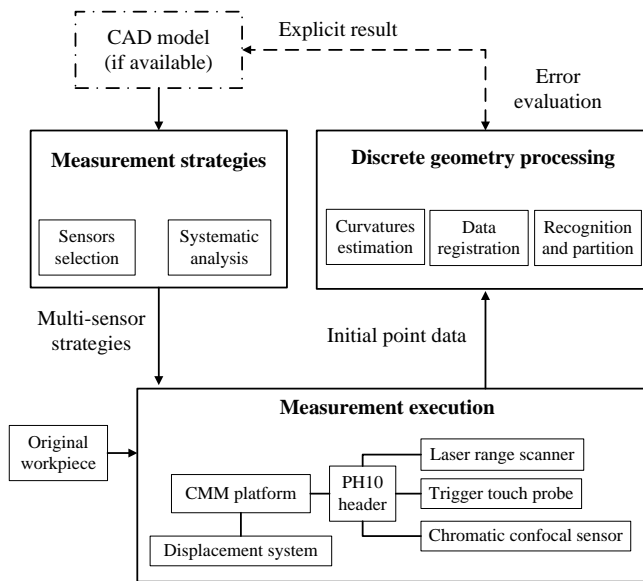 CAD model
(if available)
Explicit result
Error
evaluation
Measurement strategies
Sensors
selection
Systematic
analysis
Discrete geometry processing
Curvatures
estimation
Data
registration
Recognition
and partition
Multi-sensor
strategies
Initial point data
Measurement execution
Original
workpiece
CMM platform
PH10
header
Laser range scanner
Trigger touch probe
Chromatic confocal sensor
Displacement system